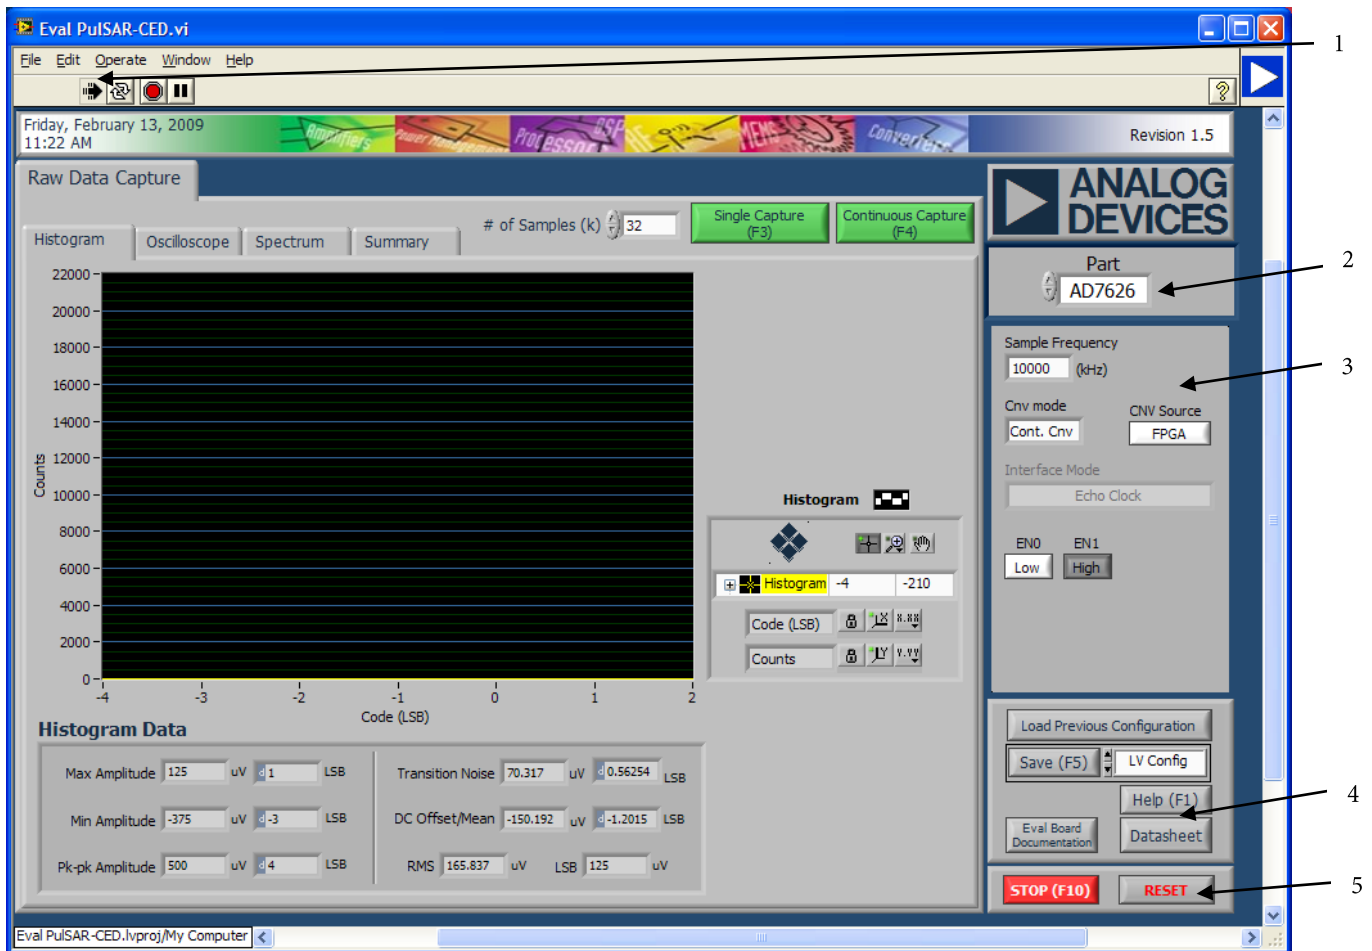 Eval PulSAR-CED.vi
File Edit Operate Window Help
1
Friday, February 13, 2009
11:22 AM
Amplifiers Power Management Processors DSP RF MEMS Converters
Revision 1.5
Raw Data Capture
ANALOG
DEVICES
# of Samples (k) 32
Single Capture
(F3)
Continuous Capture
(F4)
Histogram Oscilloscope Spectrum Summary
Part
AD7626
2
22000
20000
18000
16000
14000
12000
10000
8000
6000
4000
2000
0
Counts
-4 -3 -2 -1 0 1 2
Code (LSB)
Sample Frequency
10000 (kHz)
3
Cnv mode
Cont. Cnv
CNV Source
FPGA
Interface Mode
Echo Clock
EN0 EN1
Low High
Histogram
Histogram -4 -210
Code (LSB) X.XX
Counts Y.YY
Histogram Data
Max Amplitude 125 uV d 1 LSB
Min Amplitude -375 uV d -3 LSB
Pk-pk Amplitude 500 uV d 4 LSB
Transition Noise 70.317 uV d 0.56254 LSB
DC Offset/Mean -150.192 uV d -1.2015 LSB
RMS 165.837 uV LSB 125 uV
Load Previous Configuration
Save (F5) LV Config
Help (F1)
4
Eval Board
Documentation
Datasheet
STOP (F10) RESET
5
Eval PulSAR-CED.lvproj/My Computer